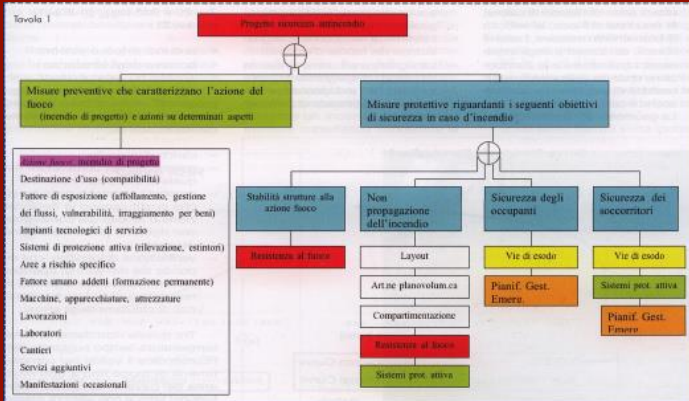 Tavola 1
Progetto sicurezza antincendio
Misure preventive che caratterizzano l'azione del
fuoco
(incendio di progetto) e azioni su determinati aspetti
Azione fuoco: incendio di progetto
Destinazione d'uso (compatibilità)
Fattore di esposizione (affollamento, gestione
dei flussi, vulnerabilità, irraggiamento per beni)
Impianti tecnologici di servizio
Sistemi di protezione attiva (rilevazione, estintori)
Aree a rischio specifico
Fattore umano addetti (formazione permanente)
Macchine, apparecchiature, attrezzature
Lavorazioni
Laboratori
Cantieri
Servizi aggiuntivi
Manifestazioni occasionali
Misure protettive riguardanti i seguenti obiettivi
di sicurezza in caso d'incendio
Stabilità strutture alla
azione fuoco
Resistenza al fuoco
Non
propagazione
dell'incendio
Layout
Art.ne planovolum.ca
Compartimentazione
Resistenza al fuoco
Sistemi prot. attiva
Sicurezza degli
occupanti
Vie di esodo
Pianif. Gest.
Emerg.
Sicurezza dei
soccorritori
Vie di esodo
Sistemi prot. attiva
Pianif. Gest.
Emerg.